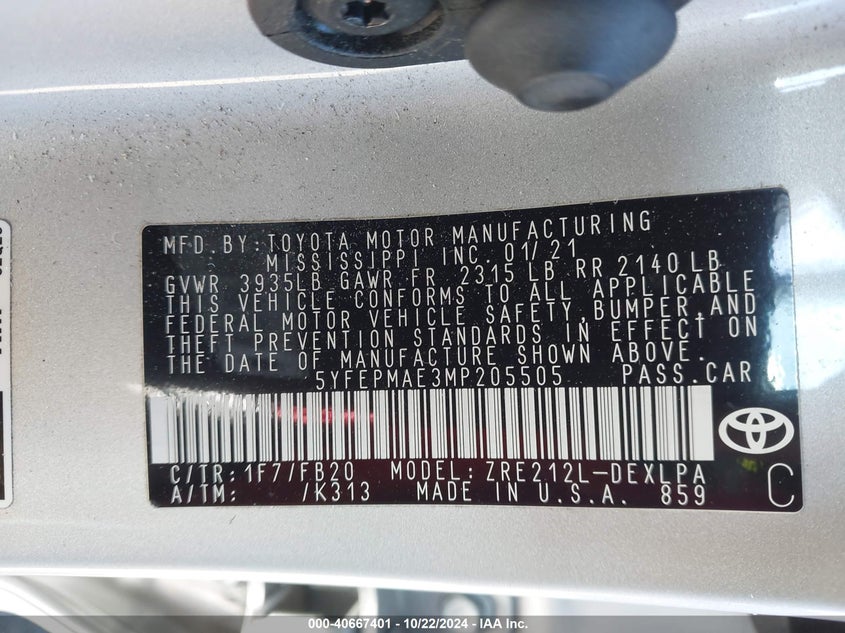 MFD. BY: TOYOTA MOTOR MANUFACTURING
MISSISSIPPI INC. 01/21
GVWR 3935LB GAWR FR 2315 LB RR 2140 LB
THIS VEHICLE CONFORMS TO ALL APPLICABLE
FEDERAL MOTOR VEHICLE SAFETY, BUMPER, AND
THEFT PREVENTION STANDARDS IN EFFECT ON
THE DATE OF MANUFACTURE SHOWN ABOVE.
5YFEPMAE3MP205505 PASS.CAR
C/TR: 1F7/FB20 MODEL: ZRE212L-DEXLPA
A/TM: /K313 MADE IN U.S.A. 859 C
000-40667401 - 10/22/2024 - IAA Inc.